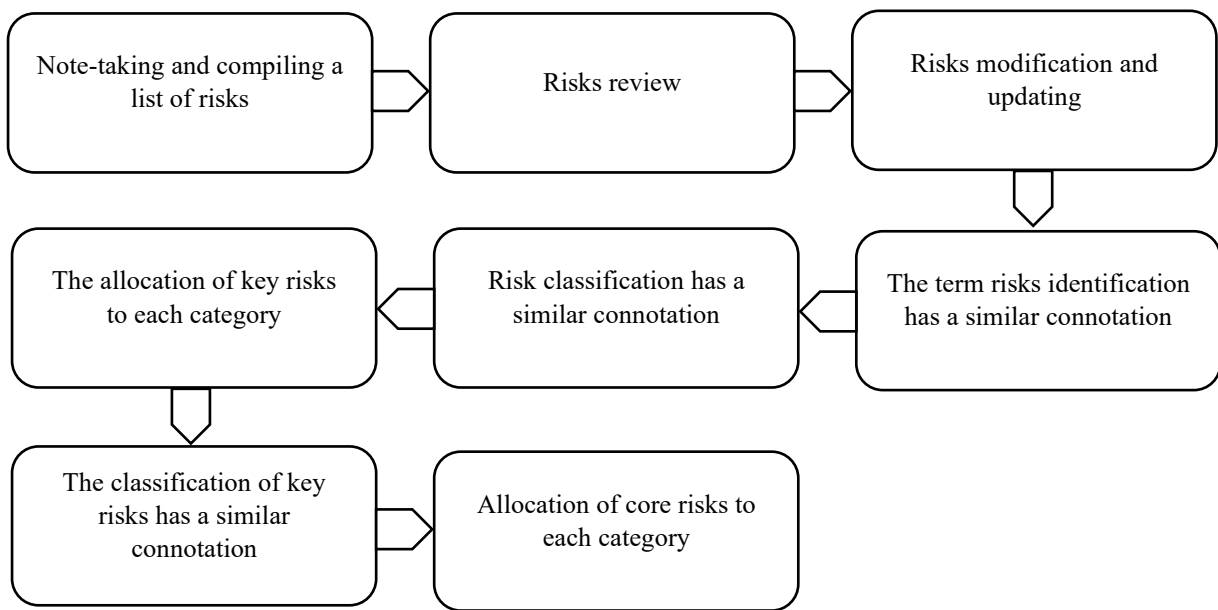 Note-taking and compiling a
list of risks
Risks review
Risks modification and
updating
The term risks identification
has a similar connotation
Risk classification has a
similar connotation
The allocation of key risks
to each category
The classification of key
risks has a similar
connotation
Allocation of core risks to
each category